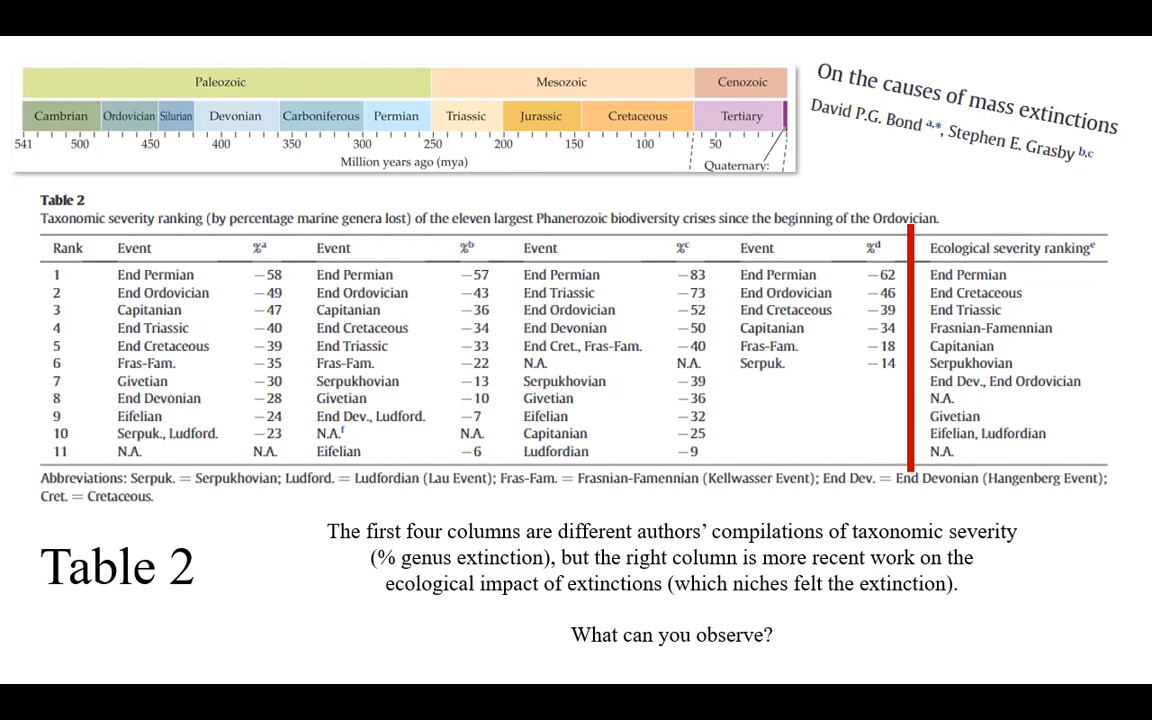 Paleozoic Mesozoic Cenozoic
Cambrian Ordovician Silurian Devonian Carboniferous Permian Triassic Jurassic Cretaceous Tertiary
541 500 450 400 350 300 250 200 150 100 50
Million years ago (mya) Quaternary:
On the causes of mass extinctions
David P.G. Bond a,*, Stephen E. Grasby b,c
Table 2
Taxonomic severity ranking (by percentage marine genera lost) of the eleven largest Phanerozoic biodiversity crises since the beginning of the Ordovician.
Rank Event %a Event %b Event %c Event %d Ecological severity rankinge
1 End Permian −58 End Permian −57 End Permian −83 End Permian −62 End Permian
2 End Ordovician −49 End Ordovician −43 End Triassic −73 End Ordovician −46 End Cretaceous
3 Capitanian −47 Capitanian −36 End Ordovician −52 End Cretaceous −39 End Triassic
4 End Triassic −40 End Cretaceous −34 End Devonian −50 Capitanian −34 Frasnian-Famennian
5 End Cretaceous −39 End Triassic −33 End Cret., Fras-Fam. −40 Fras-Fam. −18 Capitanian
6 Fras-Fam. −35 Fras-Fam. −22 N.A. N.A. Serpuk. −14 Serpukhovian
7 Givetian −30 Serpukhovian −13 Serpukhovian −39 End Dev., End Ordovician
8 End Devonian −28 Givetian −10 Givetian −36 N.A.
9 Eifelian −24 End Dev., Ludford. −7 Eifelian −32 Givetian
10 Serpuk., Ludford. −23 N.A.f N.A. Capitanian −25 Eifelian, Ludfordian
11 N.A. N.A. Eifelian −6 Ludfordian −9 N.A.
Abbreviations: Serpuk. = Serpukhovian; Ludford. = Ludfordian (Lau Event); Fras-Fam. = Frasnian-Famennian (Kellwasser Event); End Dev. = End Devonian (Hangenberg Event);
Cret. = Cretaceous.
Table 2
The first four columns are different authors’ compilations of taxonomic severity
(% genus extinction), but the right column is more recent work on the
ecological impact of extinctions (which niches felt the extinction).
What can you observe?